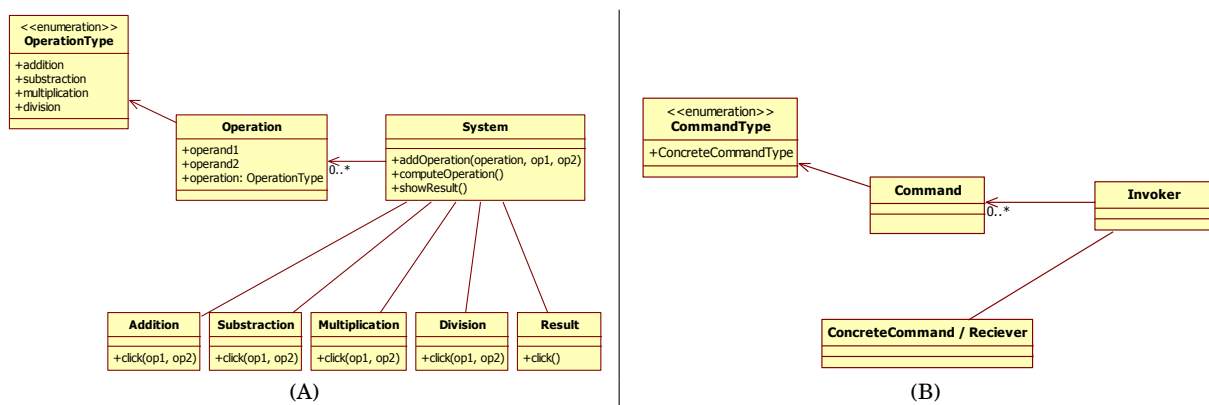 <<enumeration>>
OperationType
+addition
+substraction
+multiplication
+division
Operation
+operand1
+operand2
+operation: OperationType
0..*
System
+addOperation(operation, op1, op2)
+computeOperation()
+showResult()
Addition
+click(op1, op2)
Substraction
+click(op1, op2)
Multiplication
+click(op1, op2)
Division
+click(op1, op2)
Result
+click()
(A)
<<enumeration>>
CommandType
+ConcreteCommandType
Command
0..*
Invoker
ConcreteCommand / Reciever
(B)